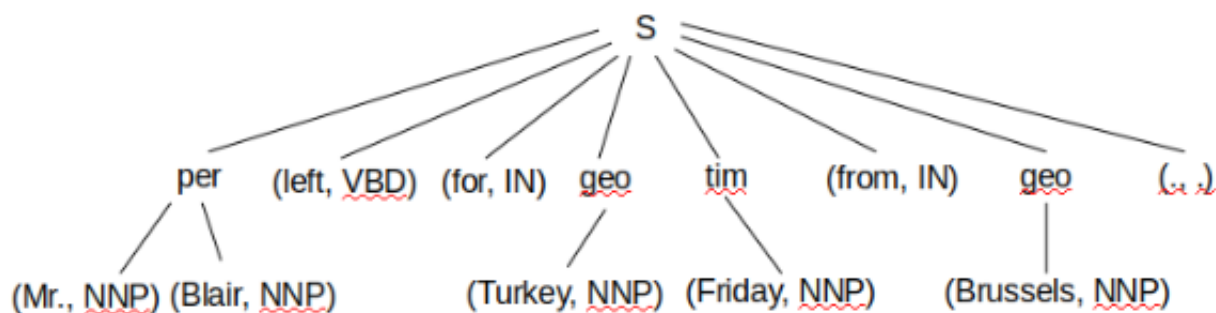 S
per (left, VBD) (for, IN) geo tim (from, IN) geo (., .)
(Mr., NNP) (Blair, NNP) (Turkey, NNP) (Friday, NNP) (Brussels, NNP)